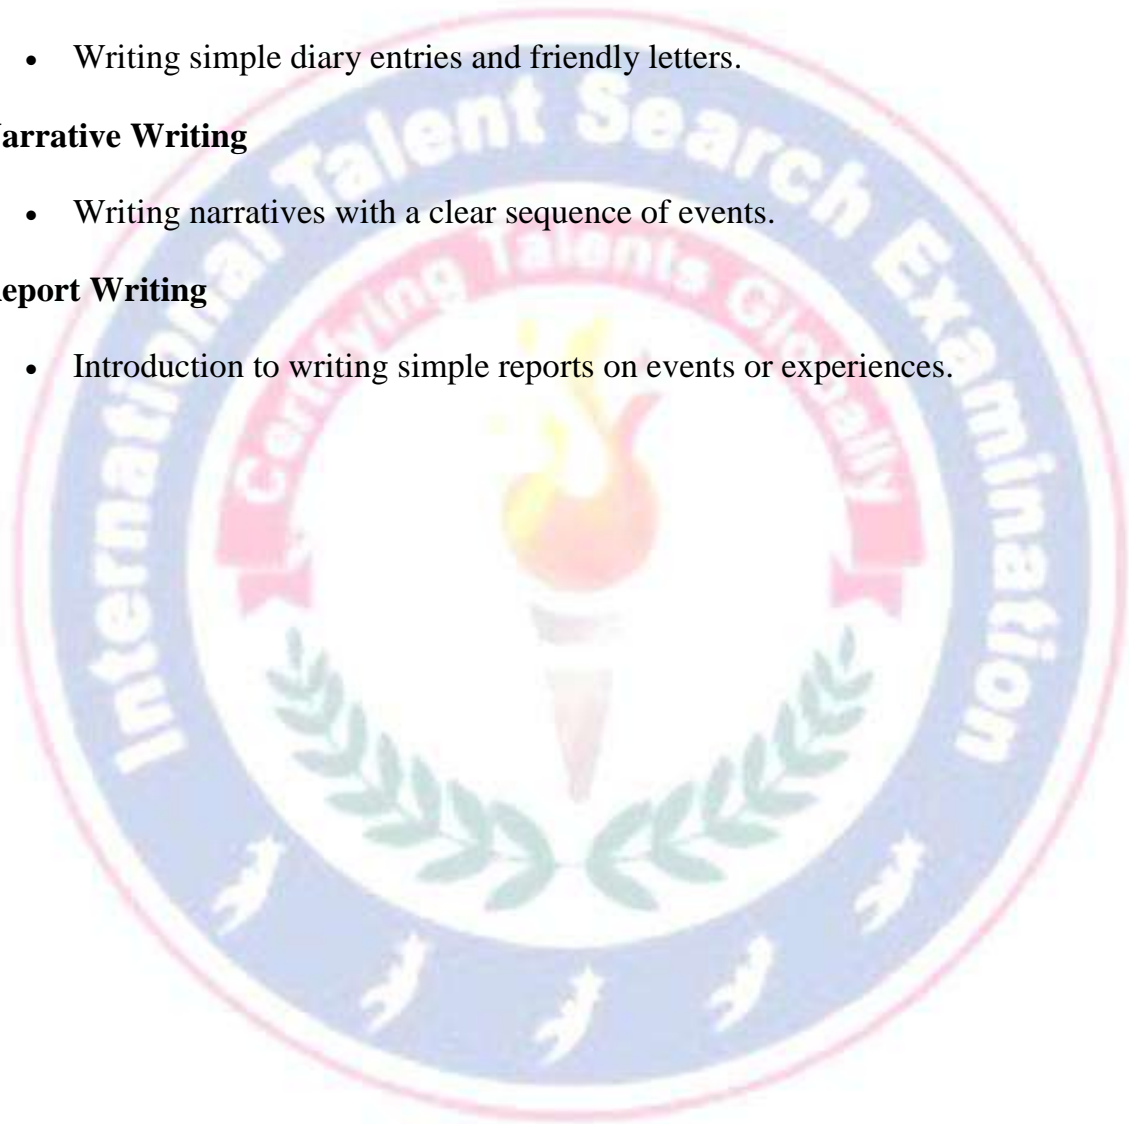 • Writing simple diary entries and friendly letters.
arrative Writing
• Writing narratives with a clear sequence of events.
eport Writing
• Introduction to writing simple reports on events or experiences.
International Talent Search Examination
Certifying Talents Globally